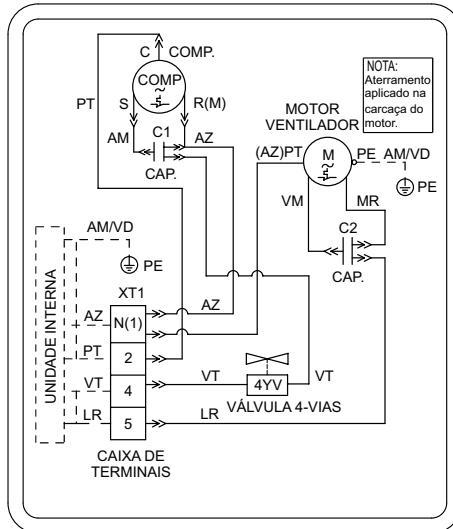 C COMP.
COMP
S
R(M)
PT
AM
C1
AZ
CAP.
NOTA:
Aterramento
aplicado na
carcaça do
motor.
MOTOR
VENTILADOR
(AZ)PT
M
PE
AM/VD
PE
VM
MR
C2
CAP.
AM/VD
PE
UNIDADE INTERNA
XT1
AZ
N(1)
AZ
PT
2
VT
4
VT
4YV
VT
VÁLVULA 4-VIAS
LR
5
LR
CAIXA DE
TERMINAIS